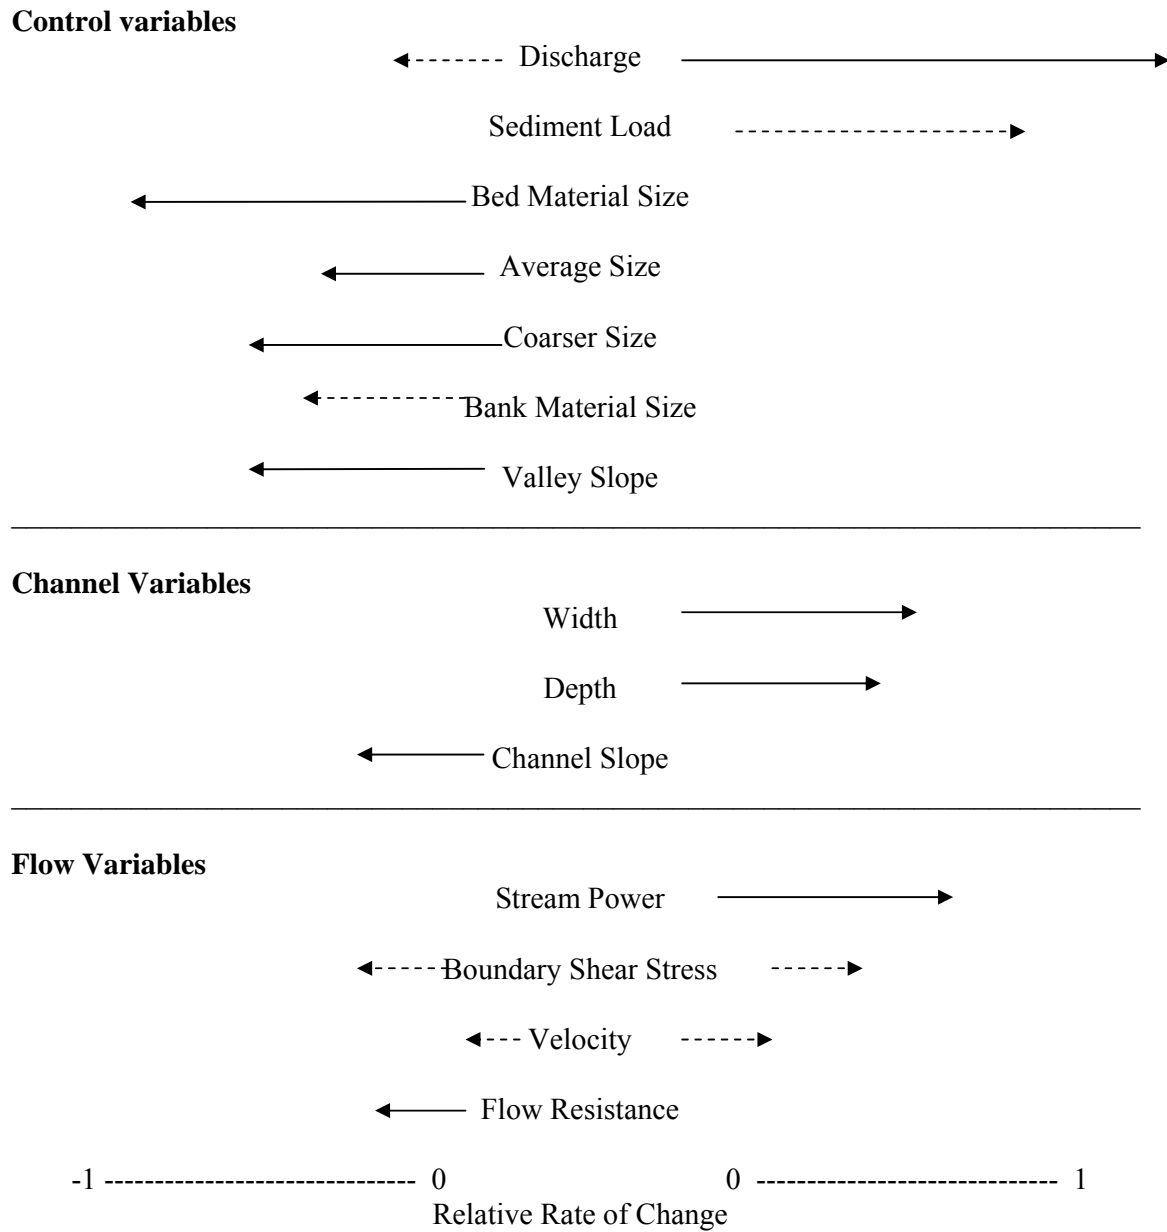 Control variables
Discharge
Sediment Load
Bed Material Size
Average Size
Coarser Size
Bank Material Size
Valley Slope
Channel Variables
Width
Depth
Channel Slope
Flow Variables
Stream Power
Boundary Shear Stress
Velocity
Flow Resistance
-1 ------------------------------- 0 0 ------------------------------ 1
Relative Rate of Change